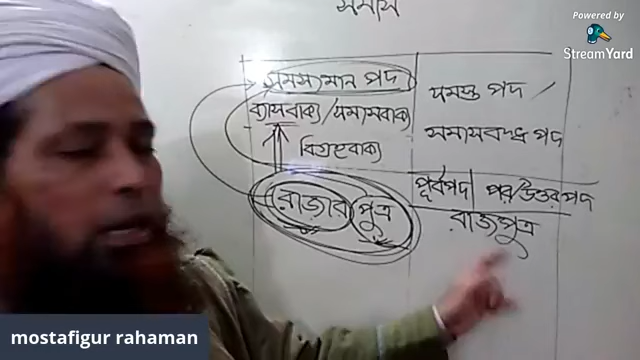 Powered by
StreamYard
সমাস
সমস্যমান পদ
সমস্ত পদ /
ব্যাসবাক্য/সমাসবাক্য
সমাসবদ্ধ পদ
বিগ্রহবাক্য
পূর্বপদ| পর/উত্তরপদ
রাজার পুত্র
রাজপুত্র
mostafigur rahaman